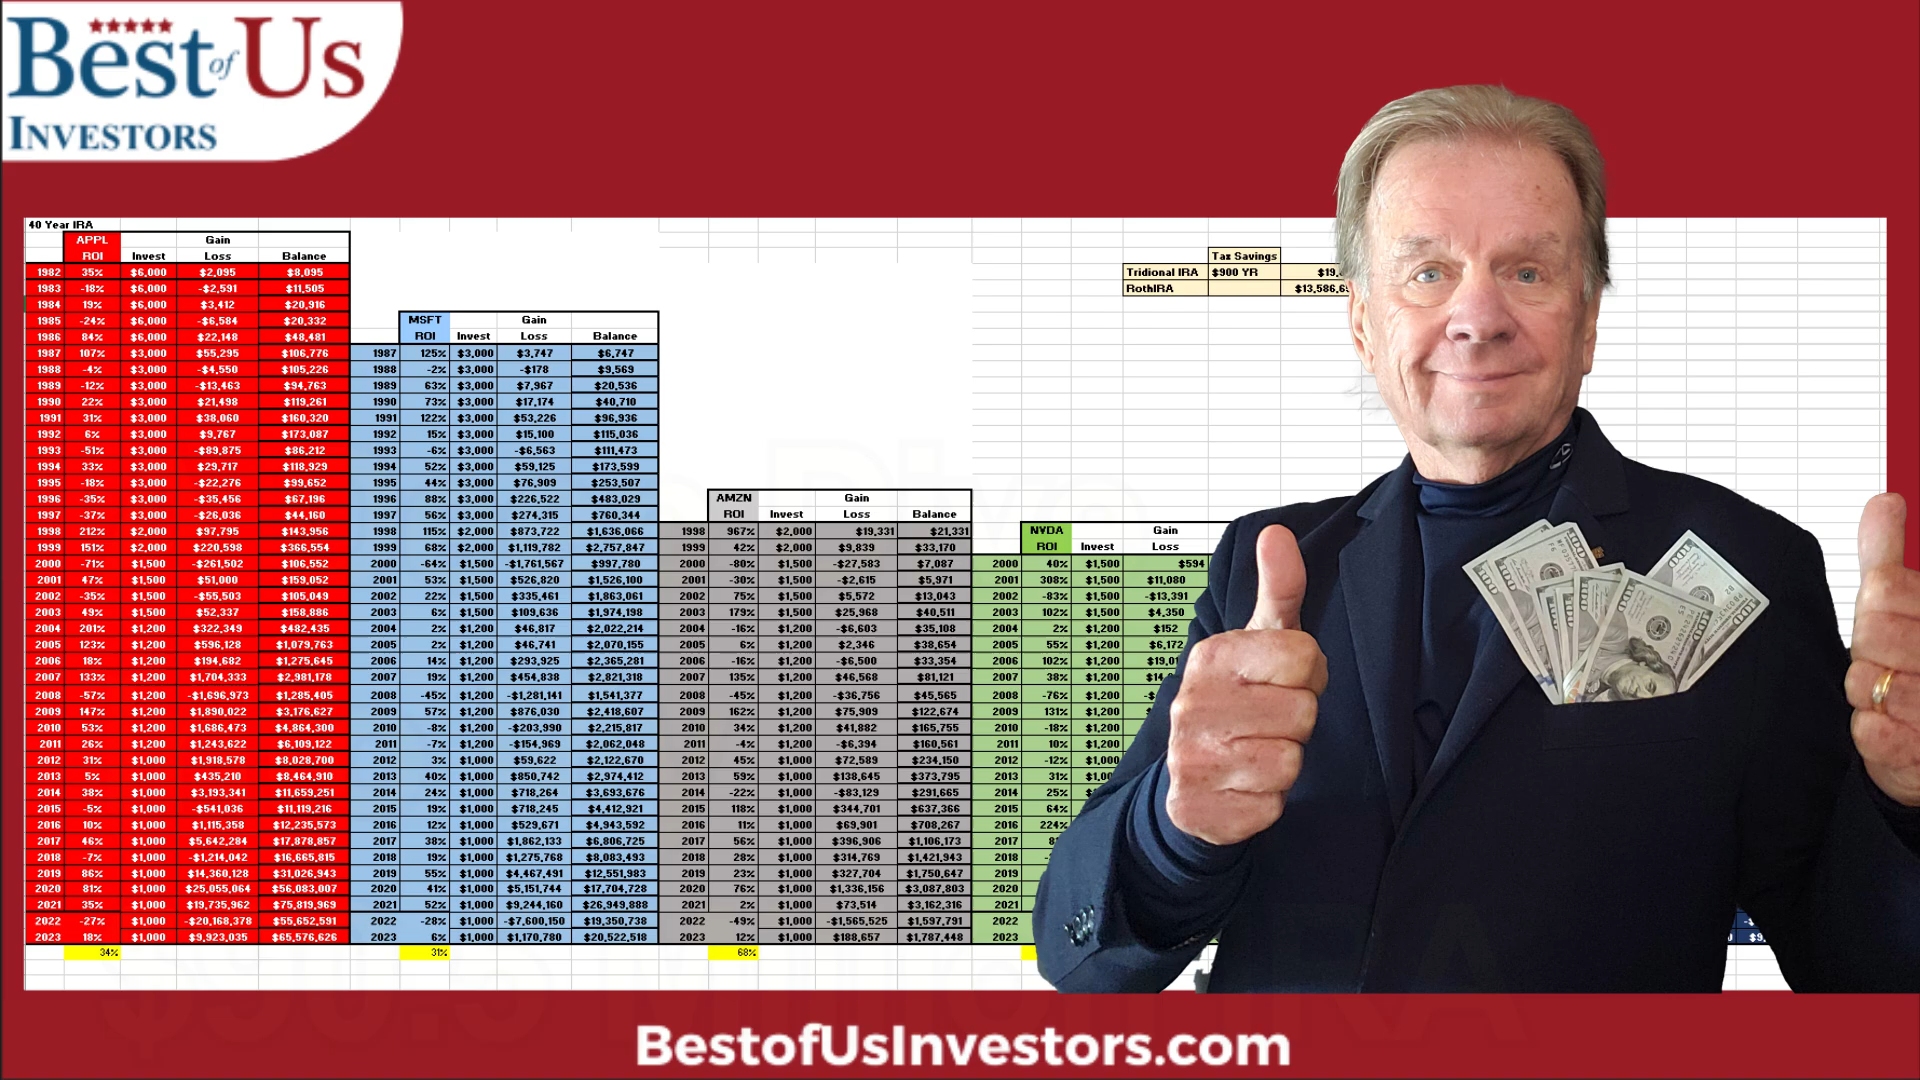 Best of Us
INVESTORS
40 Year IRA
APPL Gain
ROI Invest Loss Balance
1982 35% $6,000 $2,095 $8,095
1983 -18% $6,000 -$2,591 $11,505
1984 19% $6,000 $3,412 $20,916
1985 -24% $6,000 -$6,584 $20,332
1986 84% $6,000 $22,148 $48,481
1987 107% $3,000 $55,295 $106,776
1988 -4% $3,000 -$4,550 $105,226
1989 -12% $3,000 -$13,463 $94,763
1990 22% $3,000 $21,498 $119,261
1991 31% $3,000 $38,060 $160,320
1992 6% $3,000 $9,767 $173,087
1993 -51% $3,000 -$89,875 $86,212
1994 33% $3,000 $29,717 $118,929
1995 -18% $3,000 -$22,276 $99,652
1996 -35% $3,000 -$35,456 $67,196
1997 -37% $3,000 -$26,036 $44,160
1998 212% $2,000 $97,795 $143,956
1999 151% $2,000 $220,598 $366,554
2000 -71% $1,500 -$261,502 $106,552
2001 47% $1,500 $51,000 $159,052
2002 -35% $1,500 -$55,503 $105,049
2003 49% $1,500 $52,337 $158,886
2004 201% $1,200 $322,349 $482,435
2005 123% $1,200 $596,128 $1,079,763
2006 18% $1,200 $194,682 $1,275,645
2007 133% $1,200 $1,704,333 $2,981,178
2008 -57% $1,200 -$1,696,973 $1,285,405
2009 147% $1,200 $1,890,022 $3,176,627
2010 53% $1,200 $1,686,473 $4,864,300
2011 26% $1,200 $1,243,622 $6,109,122
2012 31% $1,000 $1,918,578 $8,028,700
2013 5% $1,000 $435,210 $8,464,910
2014 38% $1,000 $3,193,341 $11,659,251
2015 -5% $1,000 -$541,036 $11,119,216
2016 10% $1,000 $1,115,358 $12,235,573
2017 46% $1,000 $5,642,284 $17,878,857
2018 -7% $1,000 -$1,214,042 $16,665,815
2019 86% $1,000 $14,360,128 $31,026,943
2020 81% $1,000 $25,055,064 $56,083,007
2021 35% $1,000 $19,735,962 $75,819,969
2022 -27% $1,000 -$20,168,378 $55,652,591
2023 18% $1,000 $9,923,035 $65,576,626
34%
MSFT Gain
ROI Invest Loss Balance
1987 125% $3,000 $3,747 $6,747
1988 -2% $3,000 -$178 $9,569
1989 63% $3,000 $7,967 $20,536
1990 73% $3,000 $17,174 $40,710
1991 122% $3,000 $53,226 $96,936
1992 15% $3,000 $15,100 $115,036
1993 -6% $3,000 -$6,563 $111,473
1994 52% $3,000 $59,125 $173,599
1995 44% $3,000 $76,909 $253,507
1996 88% $3,000 $226,522 $483,029
1997 56% $3,000 $274,315 $760,344
1998 115% $2,000 $873,722 $1,636,066
1999 68% $2,000 $1,119,782 $2,757,847
2000 -64% $1,500 -$1,761,567 $997,780
2001 53% $1,500 $526,820 $1,526,100
2002 22% $1,500 $335,461 $1,863,061
2003 6% $1,500 $109,636 $1,974,198
2004 2% $1,200 $46,817 $2,022,214
2005 2% $1,200 $46,741 $2,070,155
2006 14% $1,200 $293,925 $2,365,281
2007 19% $1,200 $454,838 $2,821,318
2008 -45% $1,200 -$1,281,141 $1,541,377
2009 57% $1,200 $876,030 $2,418,607
2010 -8% $1,200 -$203,990 $2,215,817
2011 -7% $1,200 -$154,969 $2,062,048
2012 3% $1,000 $59,622 $2,122,670
2013 40% $1,000 $850,742 $2,974,412
2014 24% $1,000 $718,264 $3,693,676
2015 19% $1,000 $718,245 $4,412,921
2016 12% $1,000 $529,671 $4,943,592
2017 38% $1,000 $1,862,133 $6,806,725
2018 19% $1,000 $1,275,768 $8,083,493
2019 55% $1,000 $4,467,491 $12,551,983
2020 41% $1,000 $5,151,744 $17,704,728
2021 52% $1,000 $9,244,160 $26,949,888
2022 -28% $1,000 -$7,600,150 $19,350,738
2023 6% $1,000 $1,170,780 $20,522,518
31%
AMZN Gain
ROI Invest Loss Balance
1998 967% $2,000 $19,331 $21,331
1999 42% $2,000 $9,839 $33,170
2000 -80% $1,500 -$27,583 $7,087
2001 -30% $1,500 -$2,615 $5,971
2002 75% $1,500 $5,572 $13,043
2003 179% $1,500 $25,968 $40,511
2004 -16% $1,200 -$6,603 $35,108
2005 6% $1,200 $2,346 $38,654
2006 -16% $1,200 -$6,500 $33,354
2007 135% $1,200 $46,568 $81,121
2008 -45% $1,200 -$36,756 $45,565
2009 162% $1,200 $75,909 $122,674
2010 34% $1,200 $41,882 $165,755
2011 -4% $1,200 -$6,394 $160,561
2012 45% $1,000 $72,589 $234,150
2013 59% $1,000 $138,645 $373,795
2014 -22% $1,000 -$83,129 $291,665
2015 118% $1,000 $344,701 $637,366
2016 11% $1,000 $69,901 $708,267
2017 56% $1,000 $396,906 $1,106,173
2018 28% $1,000 $314,769 $1,421,943
2019 23% $1,000 $327,704 $1,750,647
2020 76% $1,000 $1,336,156 $3,087,803
2021 2% $1,000 $73,514 $3,162,316
2022 -49% $1,000 -$1,565,525 $1,597,791
2023 12% $1,000 $188,657 $1,787,448
68%
NVDA Gain
ROI Invest Loss
2000 40% $1,500 $594
2001 308% $1,500 $11,080
2002 -83% $1,500 -$13,391
2003 102% $1,500 $4,350
2004 2% $1,200 $152
2005 55% $1,200 $6,172
2006 102% $1,200
2007 38% $1,200
2008 -76% $1,200
2009 131% $1,200
2010 -18% $1,200
2011 10% $1,200
2012 -12% $1,000
2013 31%
2014 25%
2015 64%
2016 224%
2017
2018
2019
2020
2021
2022
2023
Tax Savings
Tridional IRA $900 YR
RothIRA
BestofUsInvestors.com